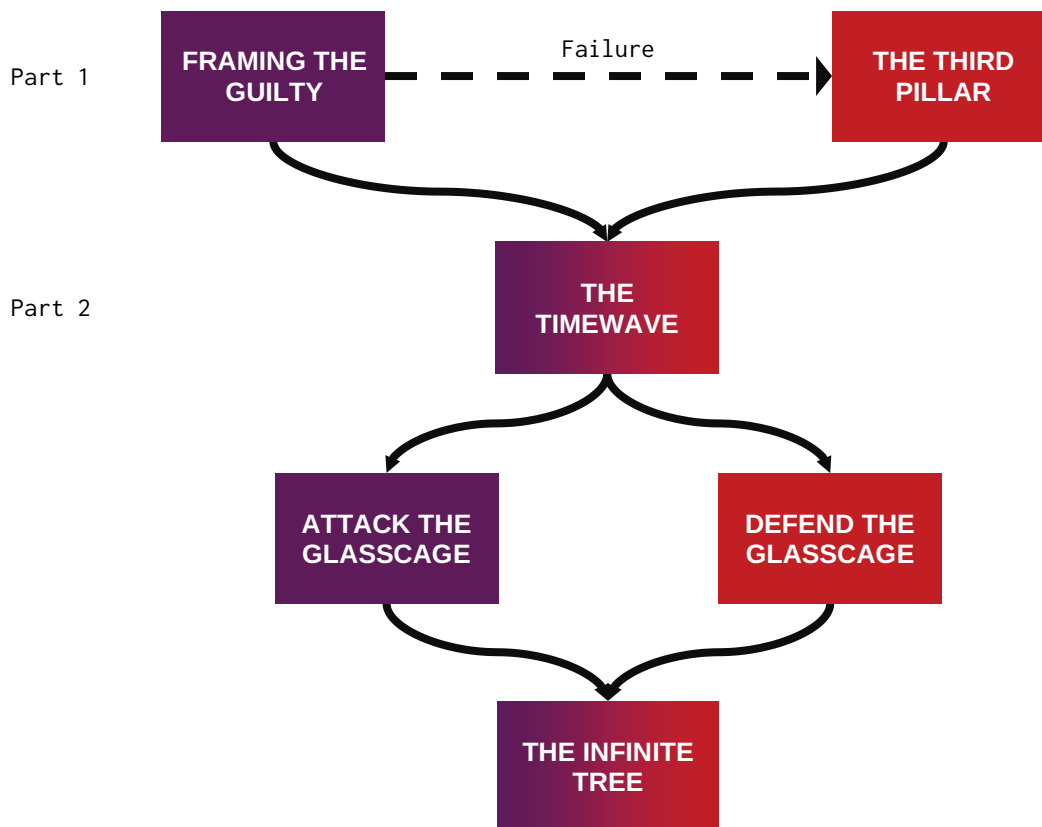 Part 1
FRAMING THE
GUILTY
Failure
THE THIRD
PILLAR
Part 2
THE
TIMEWAVE
ATTACK THE
GLASSCAGE
DEFEND THE
GLASSCAGE
THE INFINITE
TREE